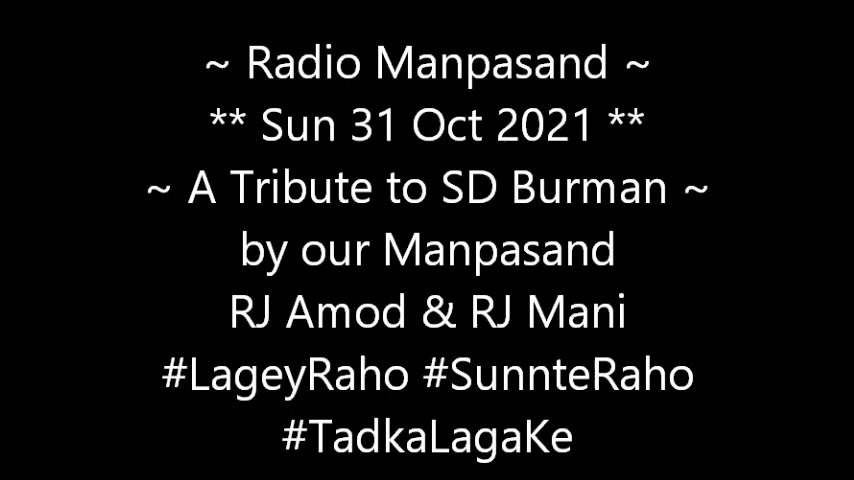 ~ Radio Manpasand ~
** Sun 31 Oct 2021 **
~ A Tribute to SD Burman ~
by our Manpasand
RJ Amod & RJ Mani
#LageyRaho #SunnteRaho
#TadkaLagaKe